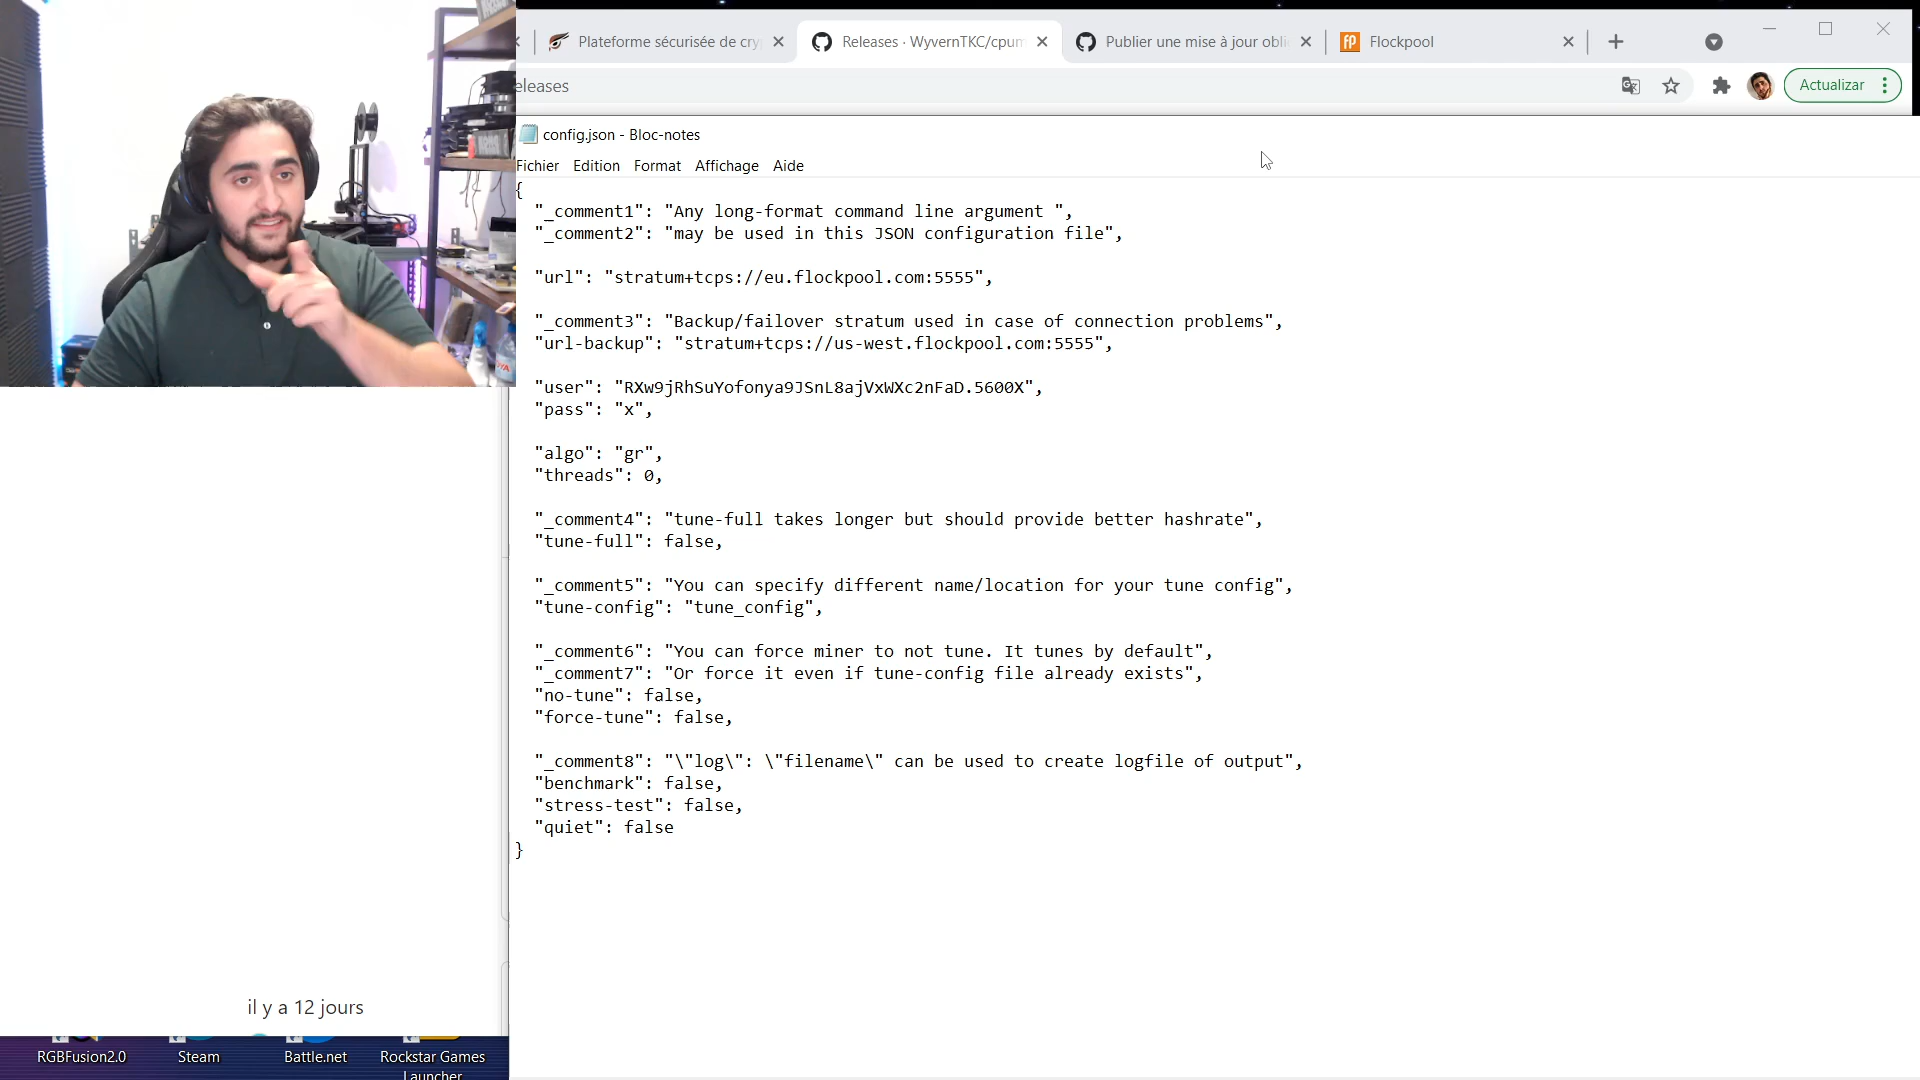 Plateforme sécurisée de cry
Releases · WyvernTKC/cpum
Publier une mise à jour obli
fp Flockpool
eleases
Actualizar
config.json - Bloc-notes
Fichier Edition Format Affichage Aide
{
"_comment1": "Any long-format command line argument ",
"_comment2": "may be used in this JSON configuration file",
"url": "stratum+tcps://eu.flockpool.com:5555",
"_comment3": "Backup/failover stratum used in case of connection problems",
"url-backup": "stratum+tcps://us-west.flockpool.com:5555",
"user": "RXw9jRhSuYofonya9JSnL8ajVxWXc2nFaD.5600X",
"pass": "x",
"algo": "gr",
"threads": 0,
"_comment4": "tune-full takes longer but should provide better hashrate",
"tune-full": false,
"_comment5": "You can specify different name/location for your tune config",
"tune-config": "tune_config",
"_comment6": "You can force miner to not tune. It tunes by default",
"_comment7": "Or force it even if tune-config file already exists",
"no-tune": false,
"force-tune": false,
"_comment8": "\"log\": \"filename\" can be used to create logfile of output",
"benchmark": false,
"stress-test": false,
"quiet": false
}
il y a 12 jours
RGBFusion2.0
Steam
Battle.net
Rockstar Games
Launcher